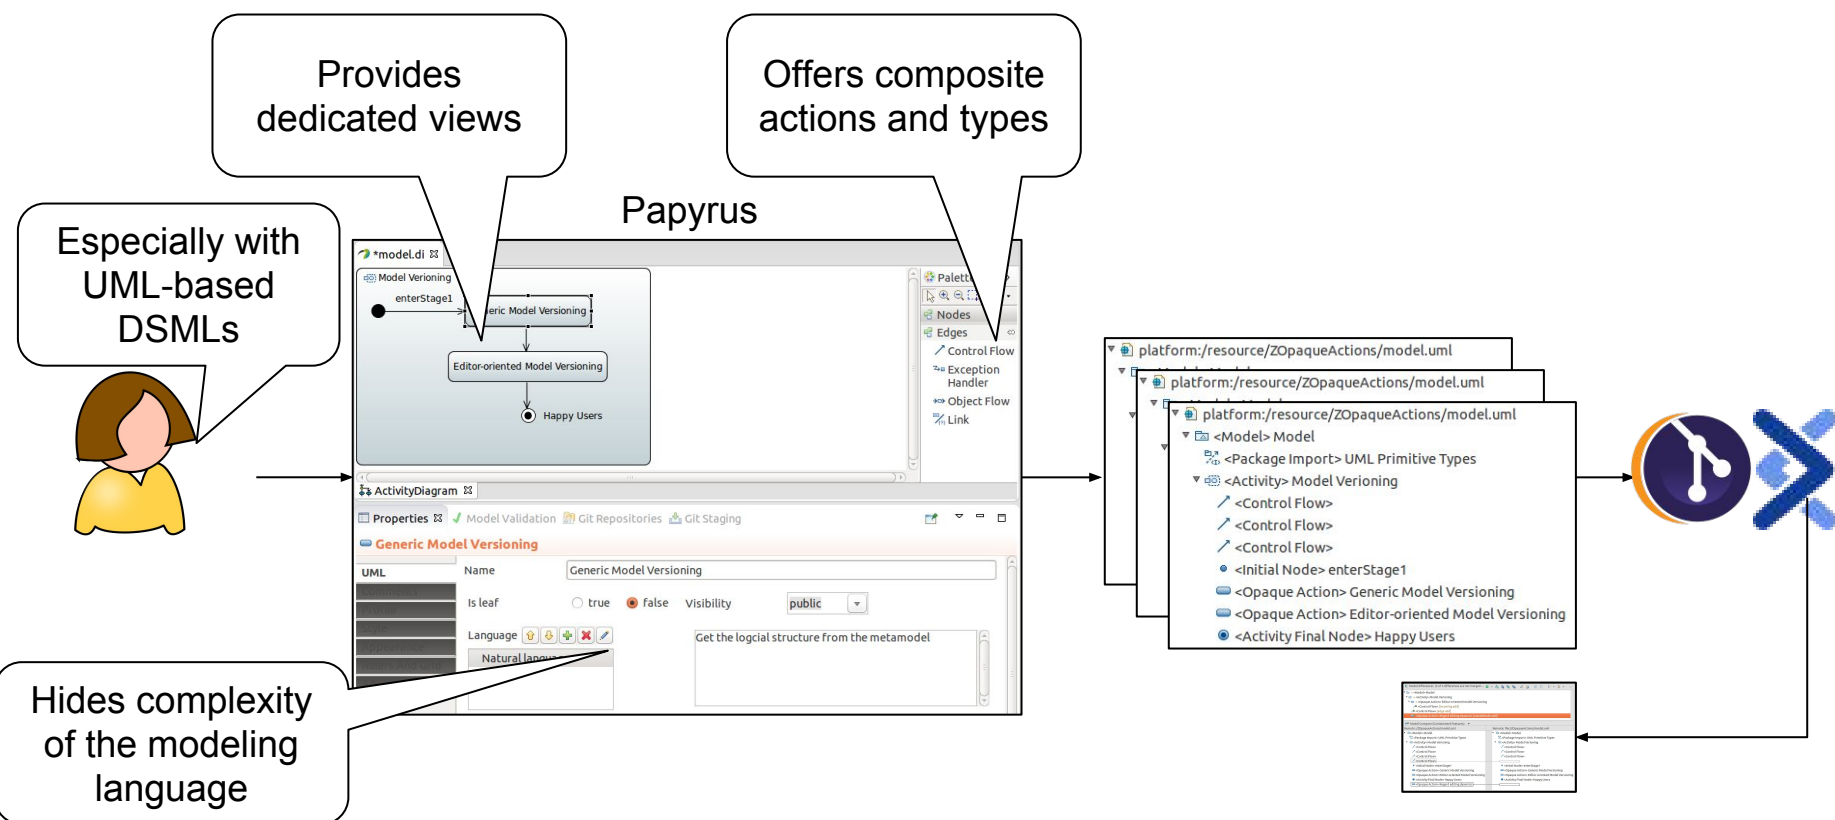 Provides
dedicated views
Offers composite
actions and types
Papyrus
Especially with
UML-based
DSMLs
*model.di
Model Verioning
enterStage1
eric Model Versioning
Editor-oriented Model Versioning
Happy Users
Palett
Nodes
Edges
Control Flow
Exception
Handler
Object Flow
Link
ActivityDiagram
Properties
Model Validation
Git Repositories
Git Staging
Generic Model Versioning
UML
Name
Generic Model Versioning
Is leaf
true
false
Visibility
public
Language
Natural langua
Get the logcial structure from the metamodel
Hides complexity
of the modeling
language
platform:/resource/ZOpaqueActions/model.uml
platform:/resource/ZOpaqueActions/model.uml
platform:/resource/ZOpaqueActions/model.uml
<Model> Model
<Package Import> UML Primitive Types
<Activity> Model Verioning
<Control Flow>
<Control Flow>
<Control Flow>
<Initial Node> enterStage1
<Opaque Action> Generic Model Versioning
<Opaque Action> Editor-oriented Model Versioning
<Activity Final Node> Happy Users